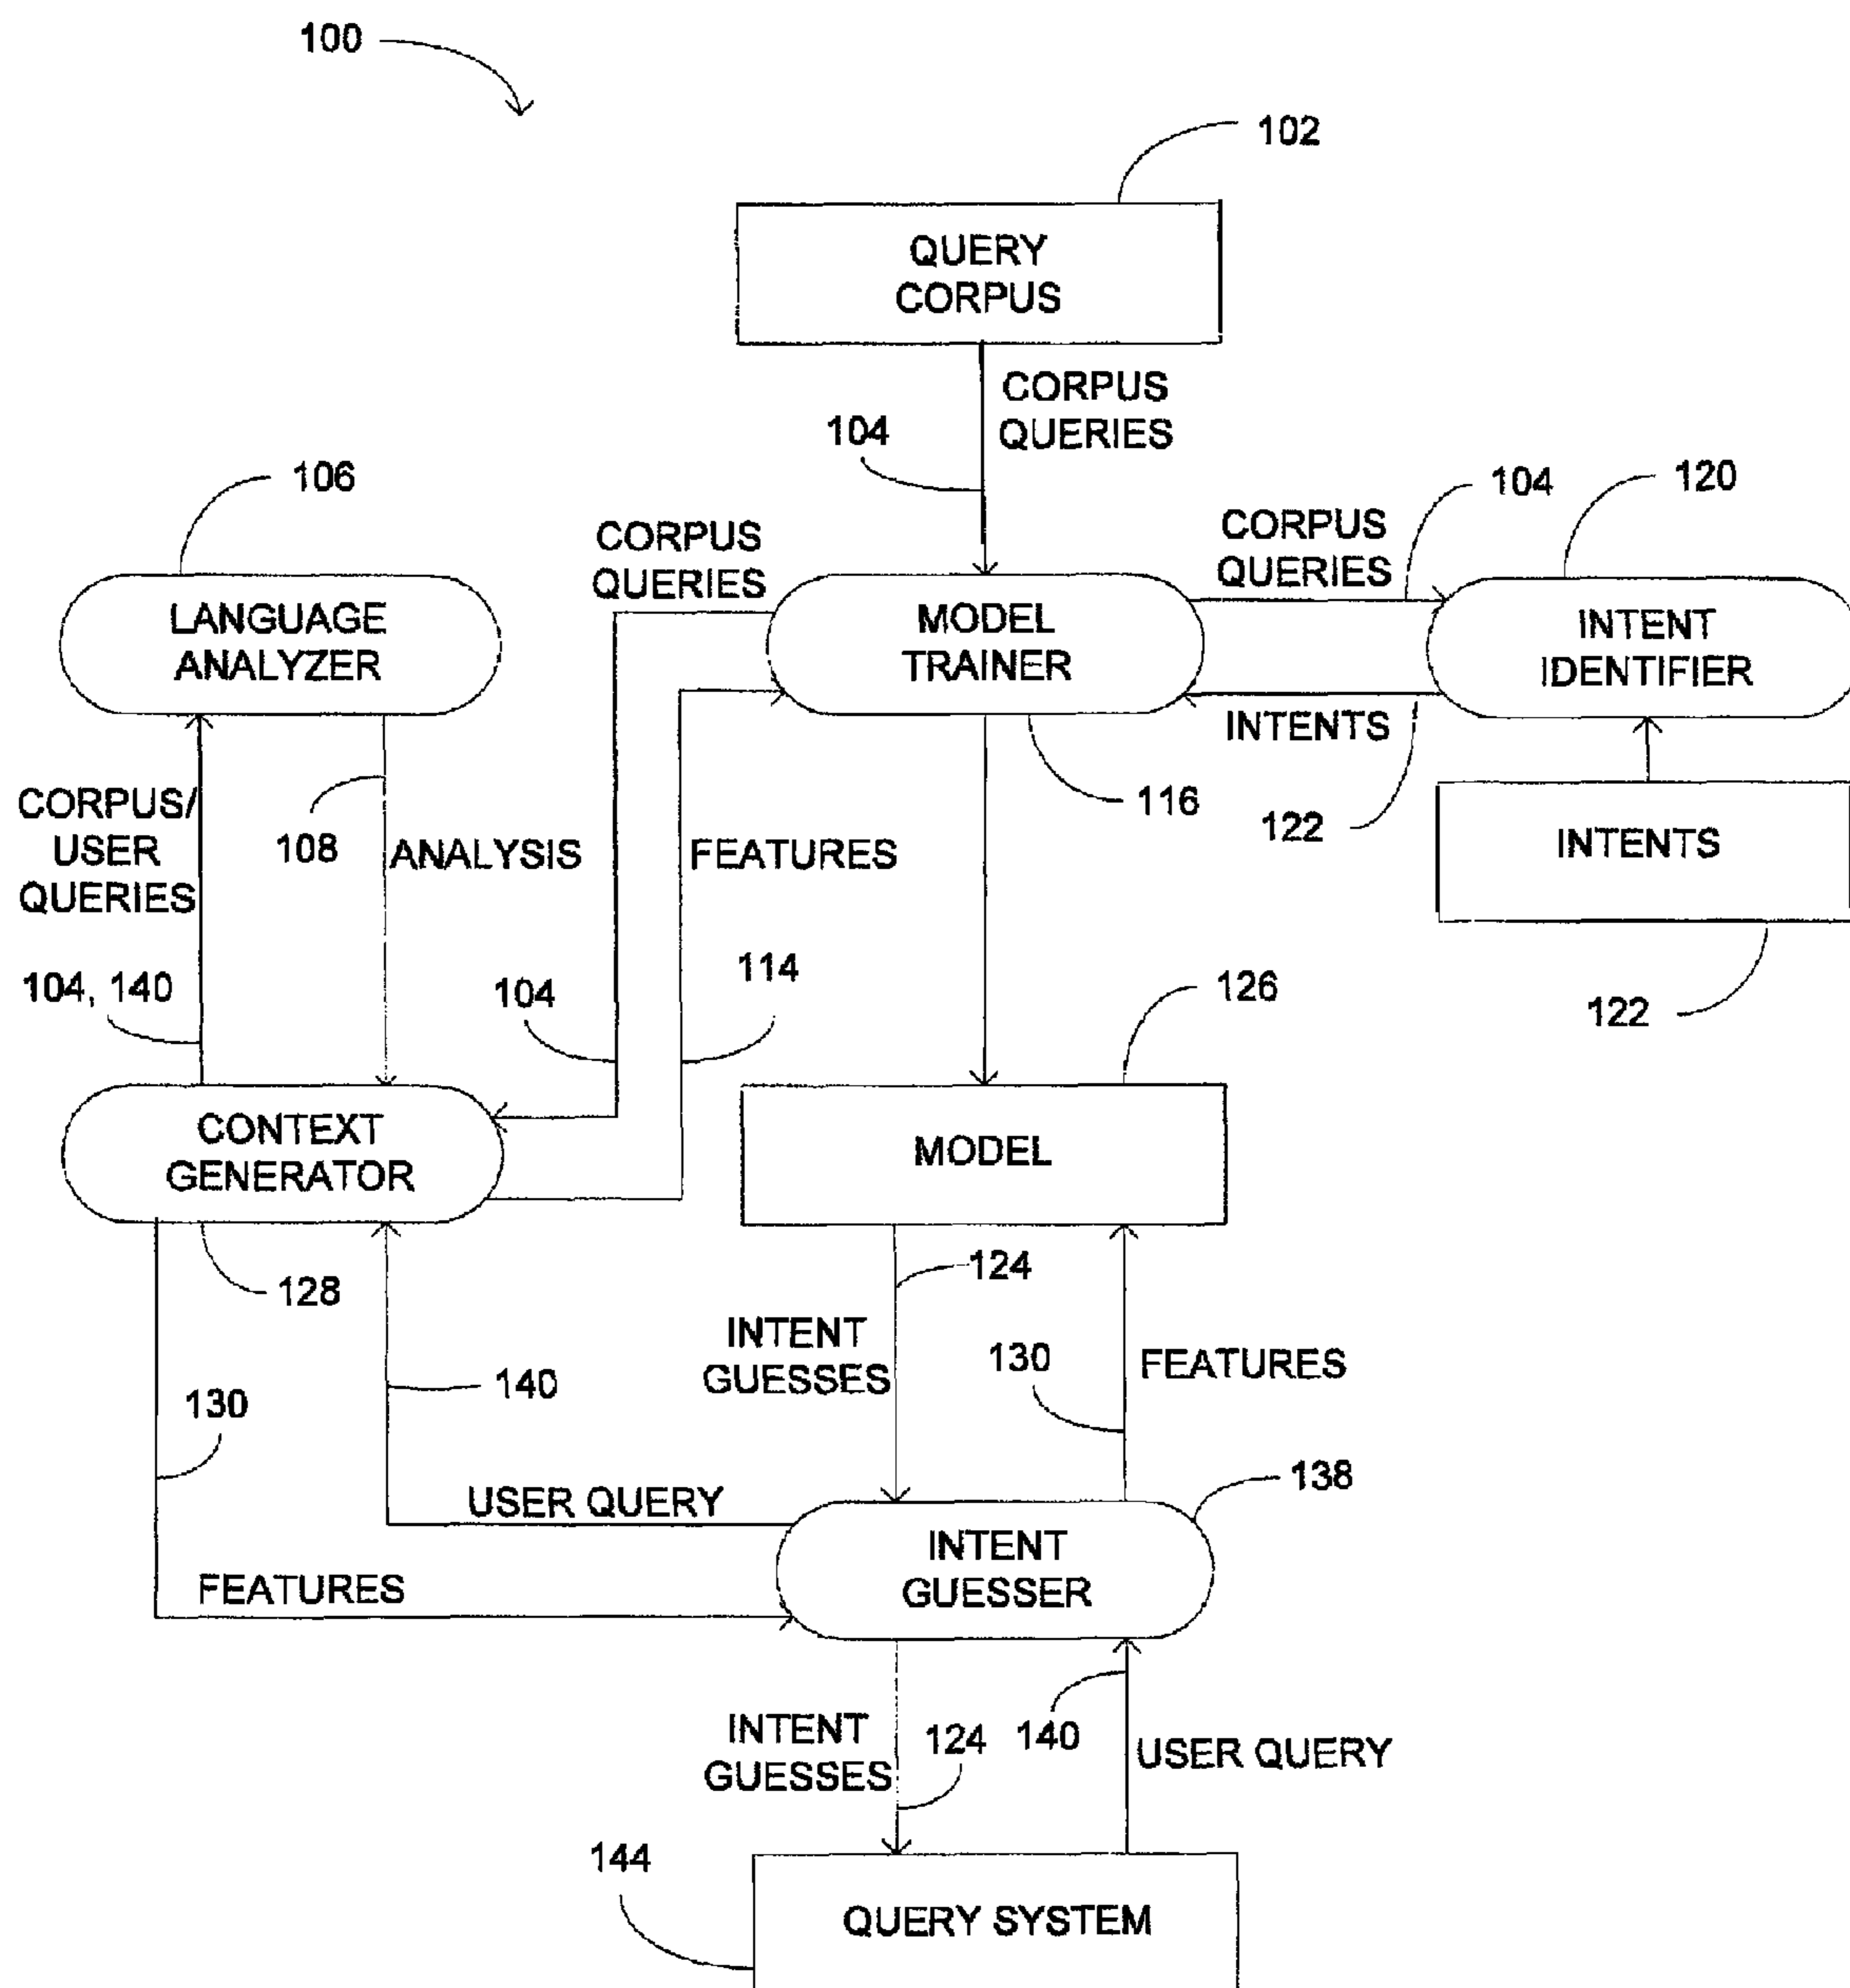 100
102
QUERY
CORPUS
CORPUS
QUERIES
104
106
CORPUS
QUERIES
CORPUS
QUERIES
104
120
LANGUAGE
ANALYZER
MODEL
TRAINER
INTENT
IDENTIFIER
INTENTS
116
122
INTENTS
122
CORPUS/
USER
QUERIES
108
ANALYSIS
FEATURES
104, 140
104
114
126
CONTEXT
GENERATOR
MODEL
128
124
INTENT
GUESSES
130
FEATURES
130
140
138
USER QUERY
INTENT
GUESSER
FEATURES
INTENT
GUESSES
124
140
USER QUERY
144
QUERY SYSTEM